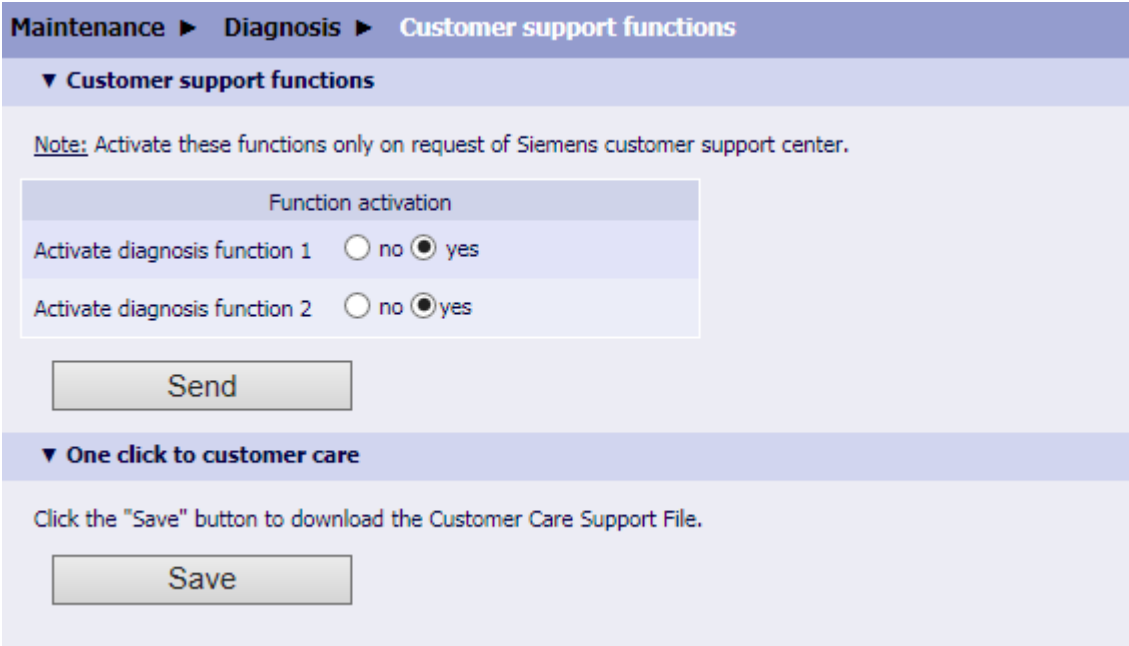 Maintenance ► Diagnosis ► Customer support functions
▼ Customer support functions
Note: Activate these functions only on request of Siemens customer support center.
Function activation
Activate diagnosis function 1 no yes
Activate diagnosis function 2 no yes
Send
▼ One click to customer care
Click the "Save" button to download the Customer Care Support File.
Save